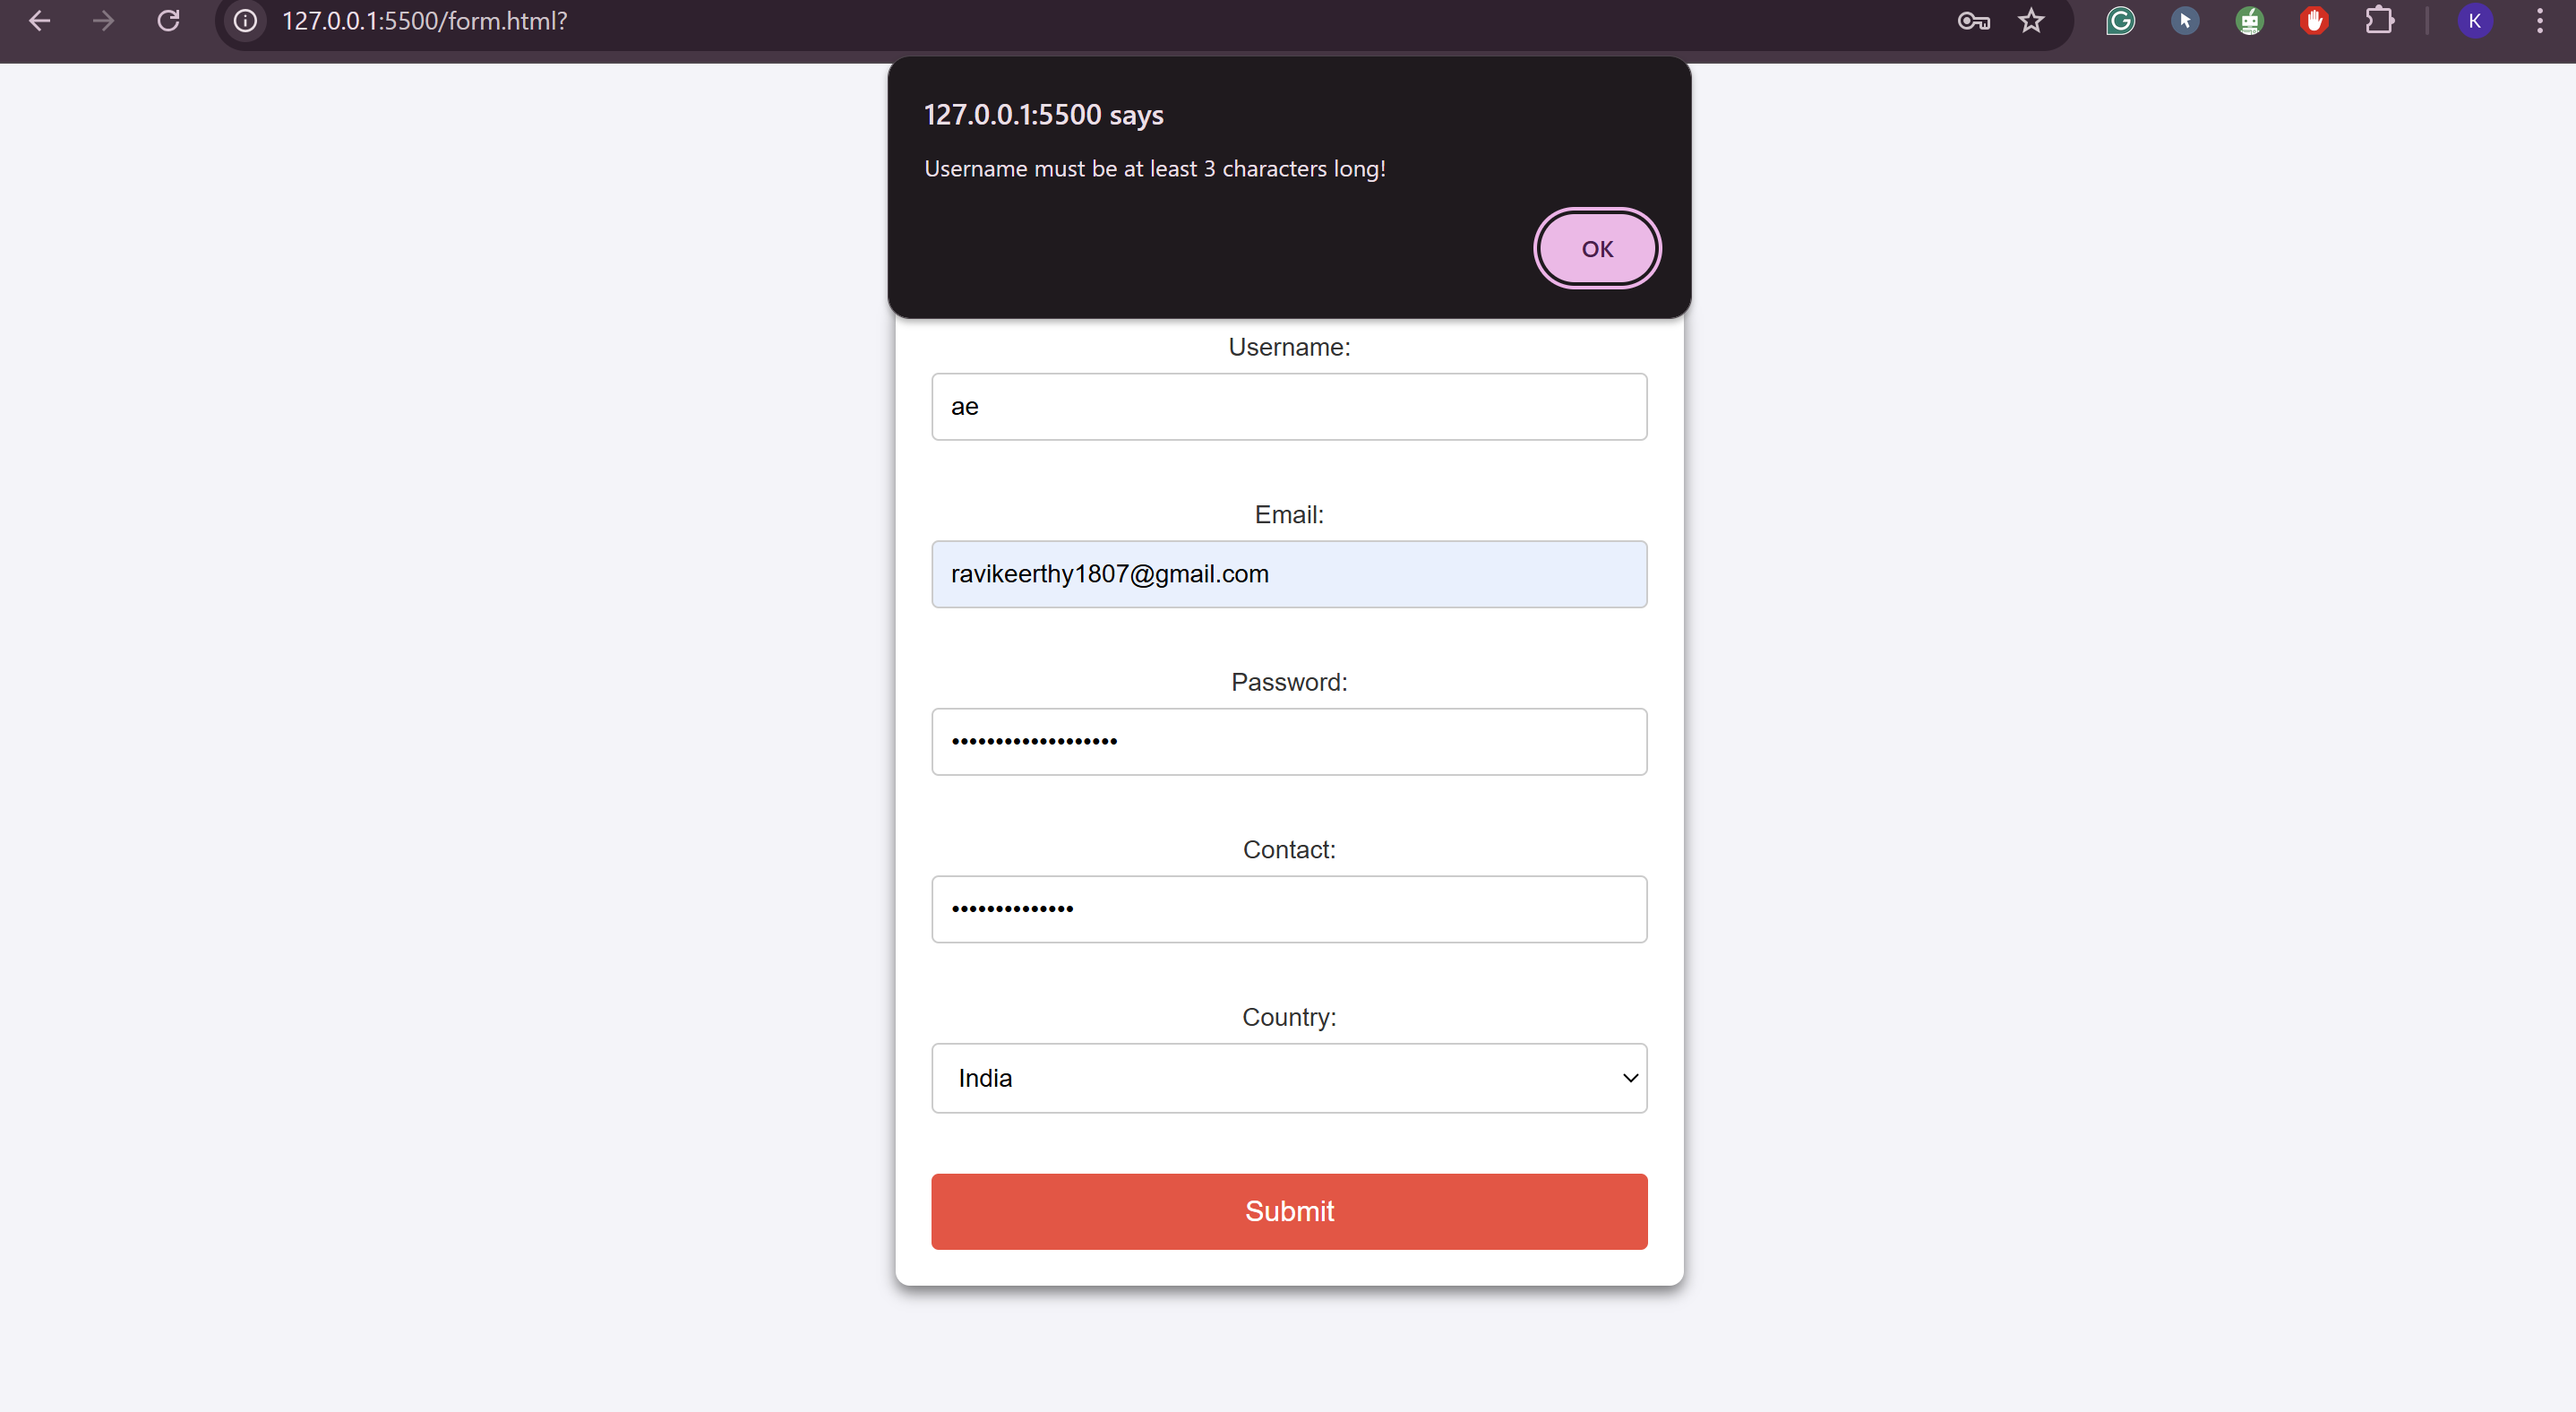 127.0.0.1:5500/form.html?
K
127.0.0.1:5500 says
Username must be at least 3 characters long!
OK
Username:
ae
Email:
ravikeerthy1807@gmail.com
Password:
•••••••••••••••••••
Contact:
••••••••••••••
Country:
India
Submit